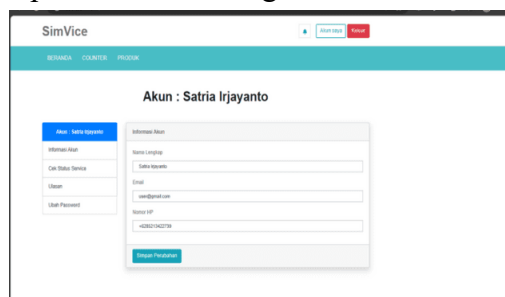 SimVice
Akun saya
Keluar
BERANDA COUNTER PRODUK
Akun : Satria Irjayanto
Akun : Satria Irjayanto
Informasi Akun
Cek Status Service
Ulasan
Ubah Password
Informasi Akun
Nama Lengkap
Satria Irjayanto
Email
user@gmail.com
Nomor HP
Simpan Perubahan